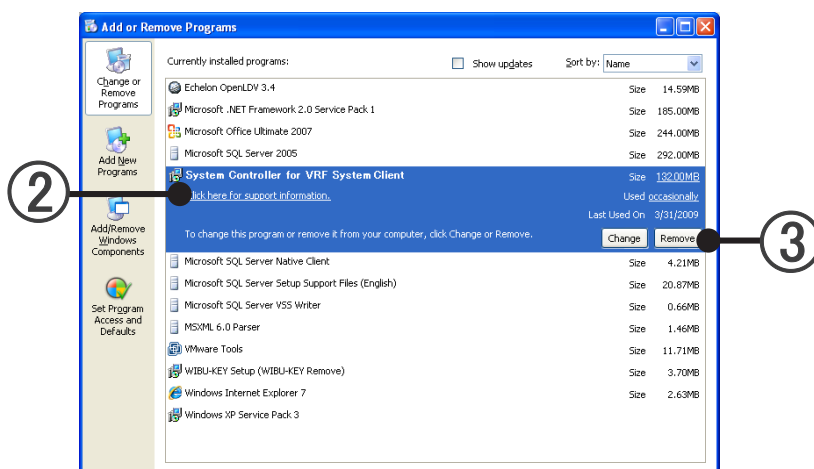 Add or Remove Programs
Currently installed programs: Show updates Sort by: Name
Change or
Remove
Programs
Add New
Programs
Add/Remove
Windows
Components
Set Program
Access and
Defaults
Echelon OpenLDV 3.4 Size 14.59MB
Microsoft .NET Framework 2.0 Service Pack 1 Size 185.00MB
Microsoft Office Ultimate 2007 Size 244.00MB
Microsoft SQL Server 2005 Size 292.00MB
System Controller for VRF System Client Size 132.00MB
② Click here for support information. Used occasionally
Last Used On 3/31/2009
To change this program or remove it from your computer, click Change or Remove. Change Remove ③
Microsoft SQL Server Native Client Size 4.21MB
Microsoft SQL Server Setup Support Files (English) Size 20.87MB
Microsoft SQL Server VSS Writer Size 0.66MB
MSXML 6.0 Parser Size 1.46MB
VMware Tools Size 11.71MB
WIBU-KEY Setup (WIBU-KEY Remove) Size 3.70MB
Windows Internet Explorer 7 Size 2.63MB
Windows XP Service Pack 3